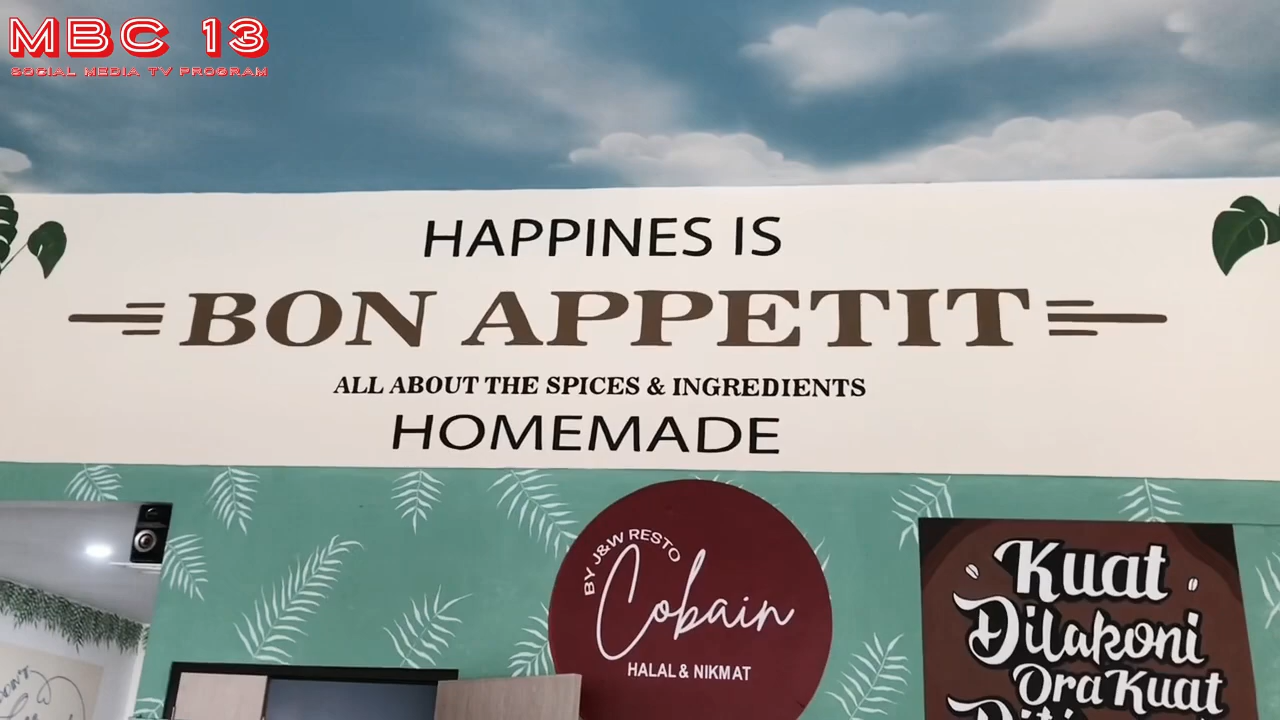 MBC 13
SOCIAL MEDIA TV PROGRAM
HAPPINES IS
BON APPETIT
ALL ABOUT THE SPICES & INGREDIENTS
HOMEMADE
BY J&W RESTO
Cobain
HALAL & NIKMAT
Kuat
Dilakoni
Ora Kuat